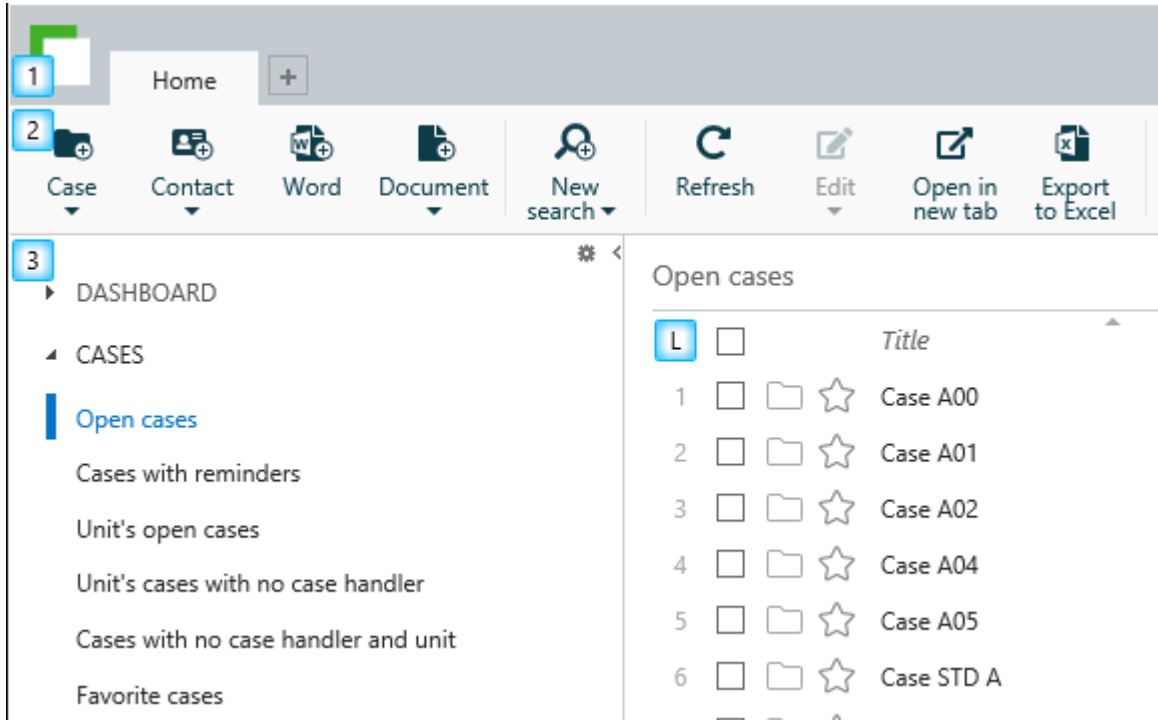 1
Home +
2
Case Contact Word Document New search Refresh Edit Open in new tab Export to Excel
3
DASHBOARD
CASES
Open cases
Cases with reminders
Unit's open cases
Unit's cases with no case handler
Cases with no case handler and unit
Favorite cases
Open cases
L Title
1 Case A00
2 Case A01
3 Case A02
4 Case A04
5 Case A05
6 Case STD A